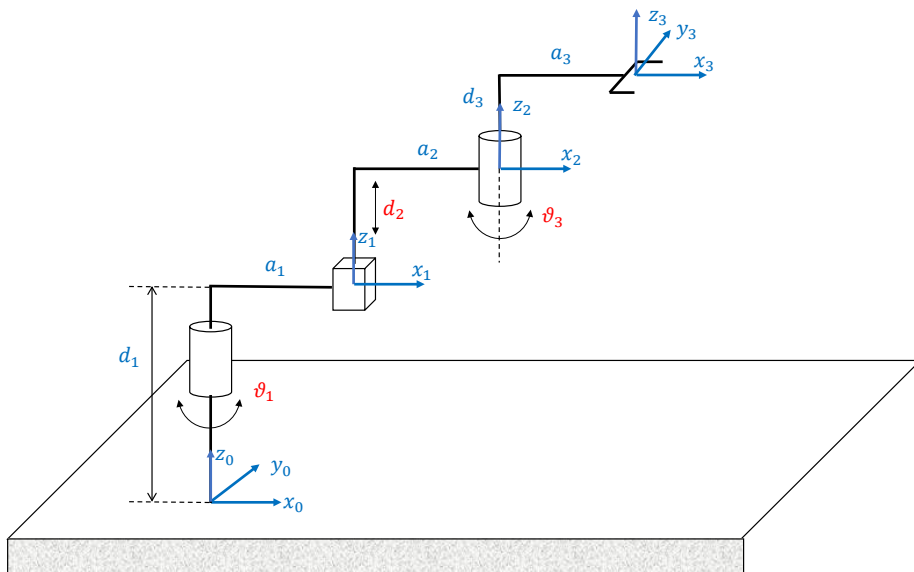 z₃
y₃
a₃
x₃
d₃
z₂
a₂
x₂
d₂
ϑ₃
z₁
a₁
x₁
d₁
ϑ₁
z₀
y₀
x₀